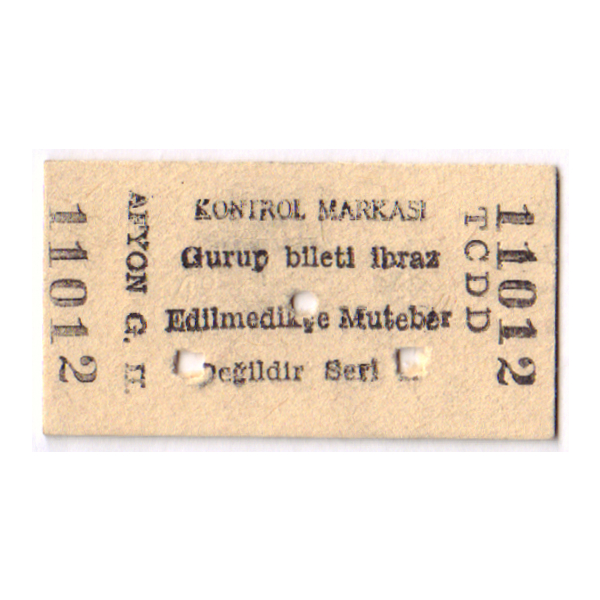 11012
AFYON G. H.
KONTROL MARKASI
Gurup bileti ibraz
Edilmedikçe Muteber
Değildir Seri
TCDD
11012